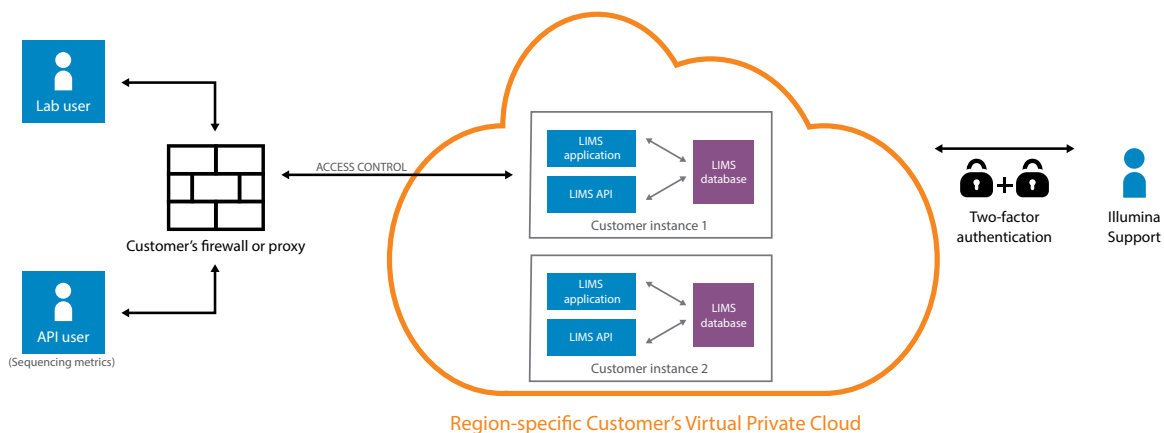 Lab user
Customer's firewall or proxy
API user
(Sequencing metrics)
ACCESS CONTROL
LIMS
application
LIMS API
LIMS
database
Customer instance 1
LIMS
application
LIMS API
LIMS
database
Customer instance 2
Region-specific Customer's Virtual Private Cloud
+
Two-factor
authentication
Illumina
Support